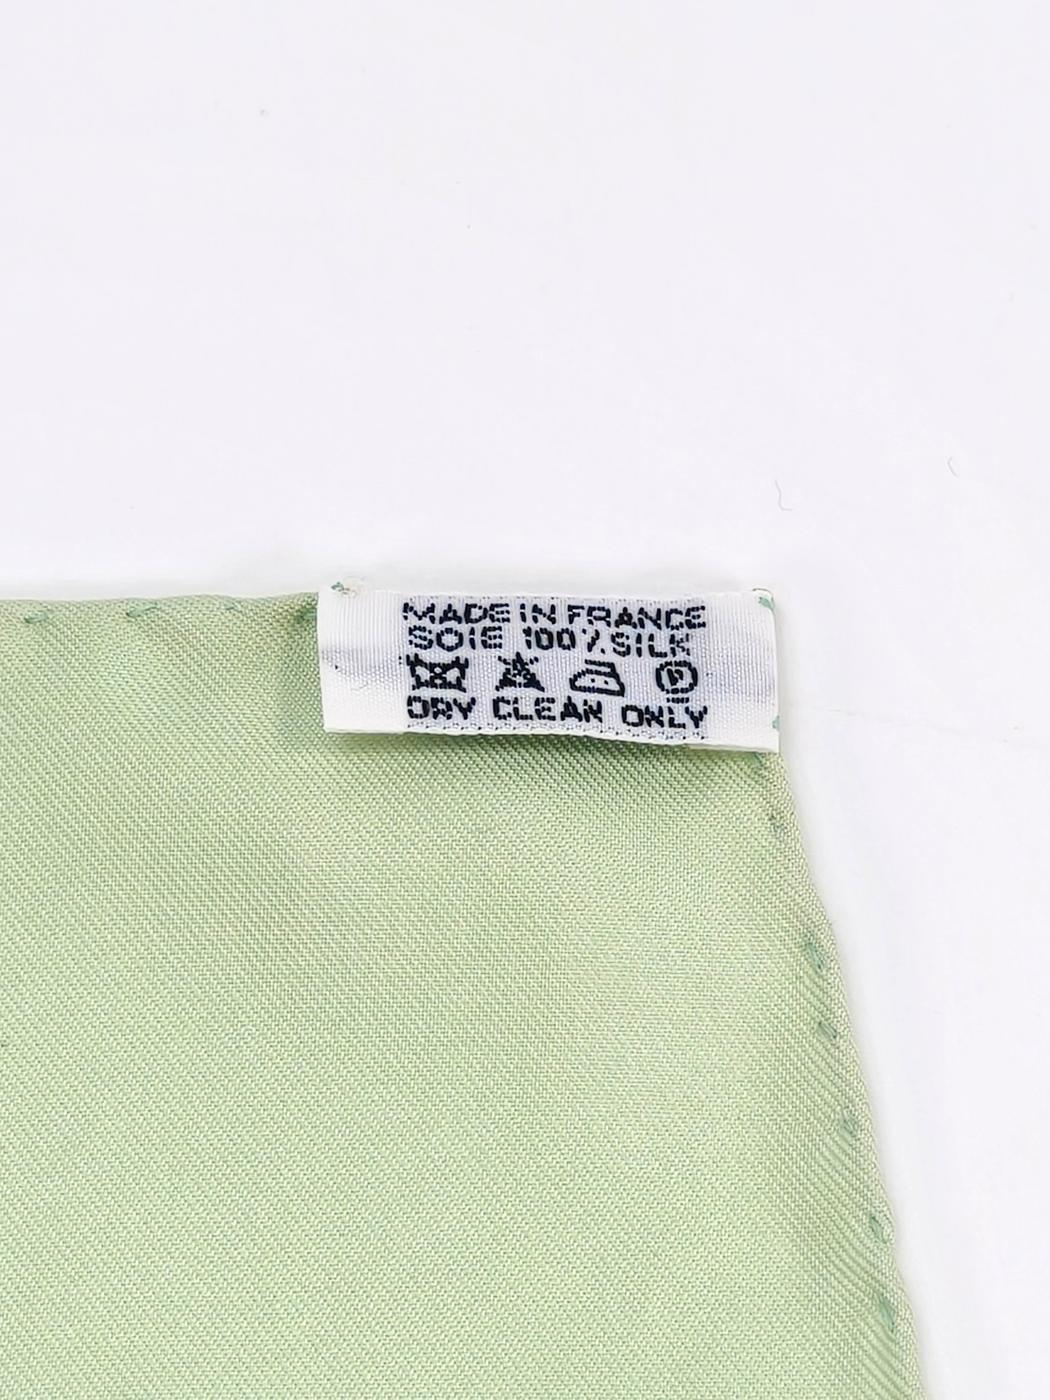 MADE IN FRANCE
SOIE 100% SILK
P
DRY CLEAN ONLY